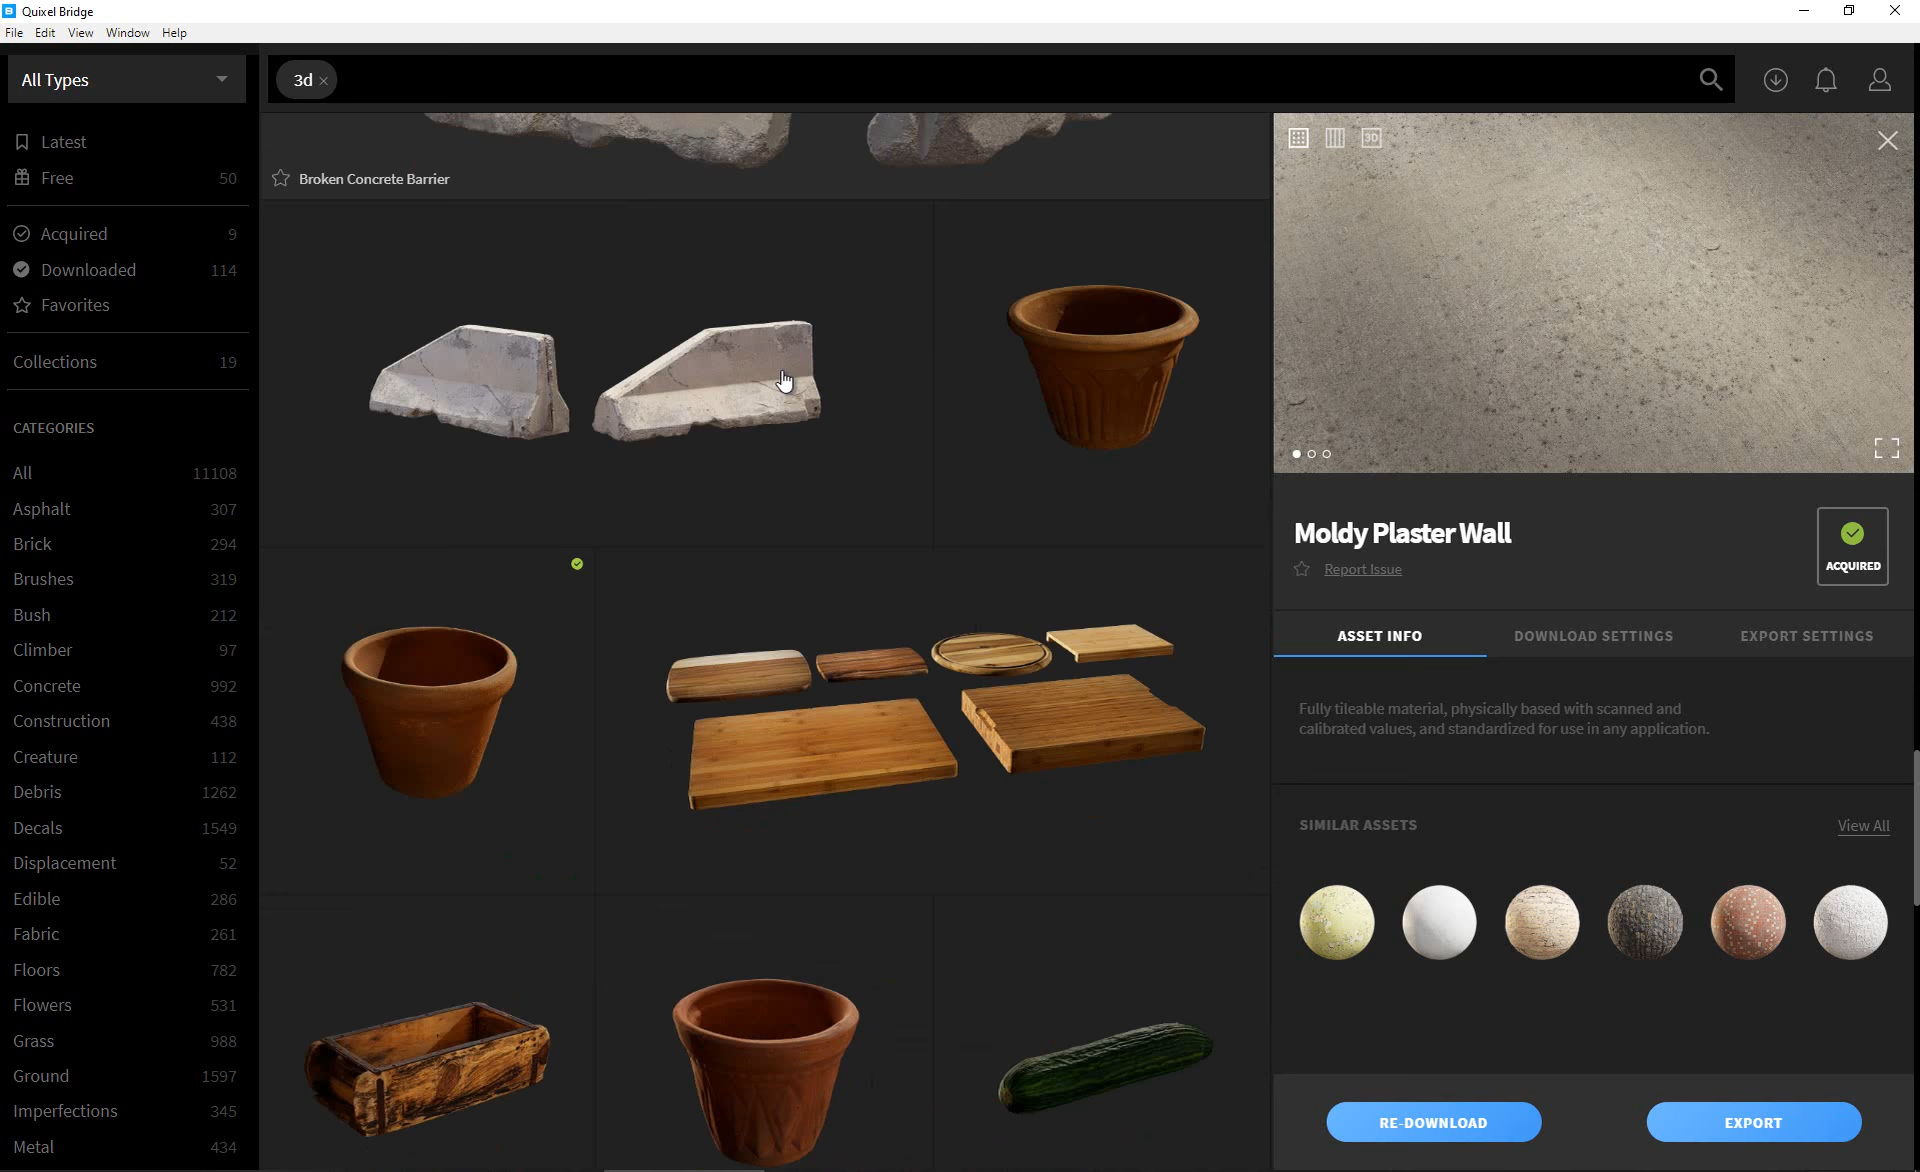 Quixel Bridge
File Edit View Window Help
All Types
3d
Latest
Free 50
Acquired 9
Downloaded 114
Favorites
Collections 19
CATEGORIES
All 11108
Asphalt 307
Brick 294
Brushes 319
Bush 212
Climber 97
Concrete 992
Construction 438
Creature 112
Debris 1262
Decals 1549
Displacement 52
Edible 286
Fabric 261
Floors 782
Flowers 531
Grass 988
Ground 1597
Imperfections 345
Metal 434
Broken Concrete Barrier
3D
Moldy Plaster Wall
Report Issue
ACQUIRED
ASSET INFO DOWNLOAD SETTINGS EXPORT SETTINGS
Fully tileable material, physically based with scanned and
calibrated values, and standardized for use in any application.
SIMILAR ASSETS View All
RE-DOWNLOAD EXPORT